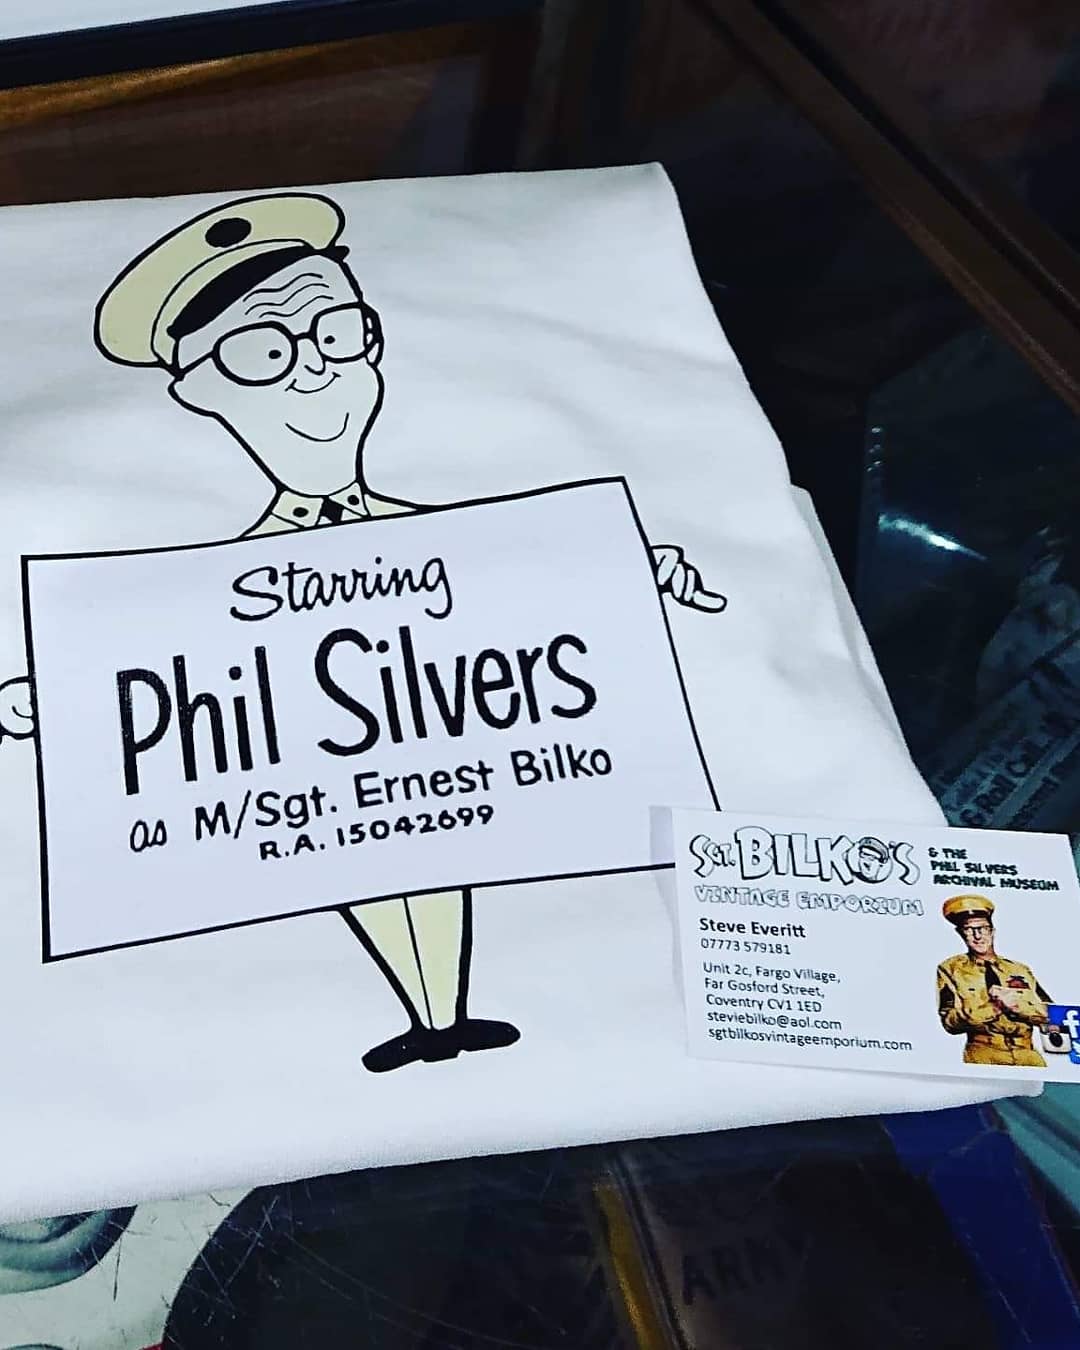 Starring
Phil Silvers
as M/Sgt. Ernest Bilko
R.A. 15042699
SGT. BILKO'S
VINTAGE EMPORIUM
& THE
PHIL SILVERS
ARCHIVAL MUSEUM
Steve Everitt
07773 579181
Unit 2c, Fargo Village,
Far Gosford Street,
Coventry CV1 1ED
steviebilko@aol.com
sgtbilkosvintageemporium.com
f
ARMY